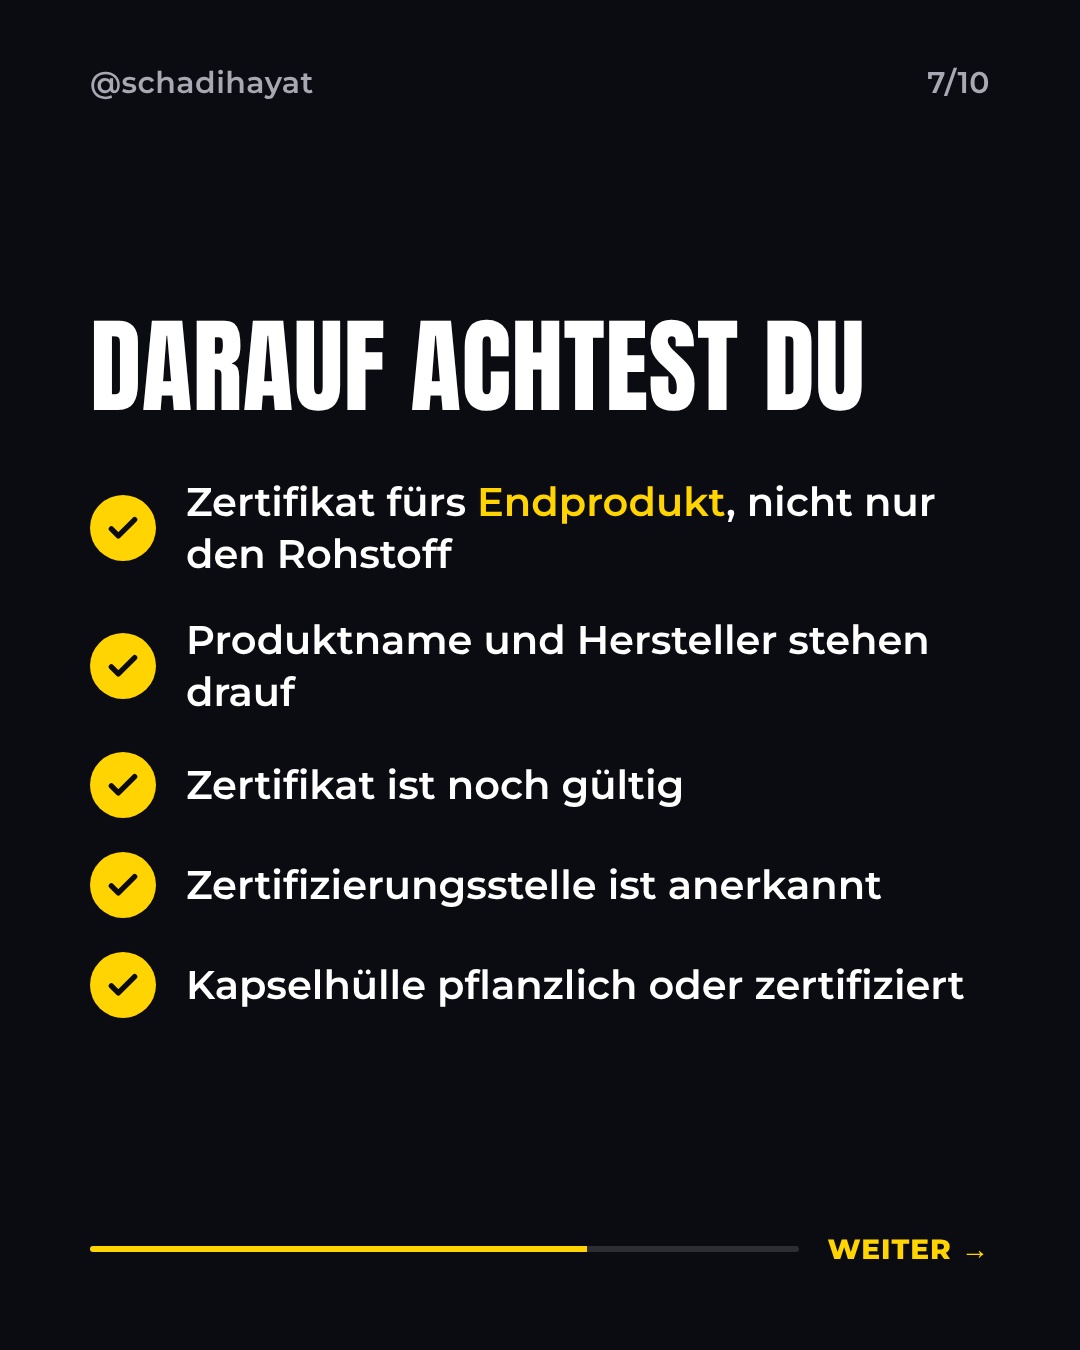 @schadihayat
7/10
DARAUF ACHTEST DU
Zertifikat fürs Endprodukt, nicht nur
den Rohstoff
Produktname und Hersteller stehen
drauf
Zertifikat ist noch gültig
Zertifizierungsstelle ist anerkannt
Kapselhülle pflanzlich oder zertifiziert
WEITER →